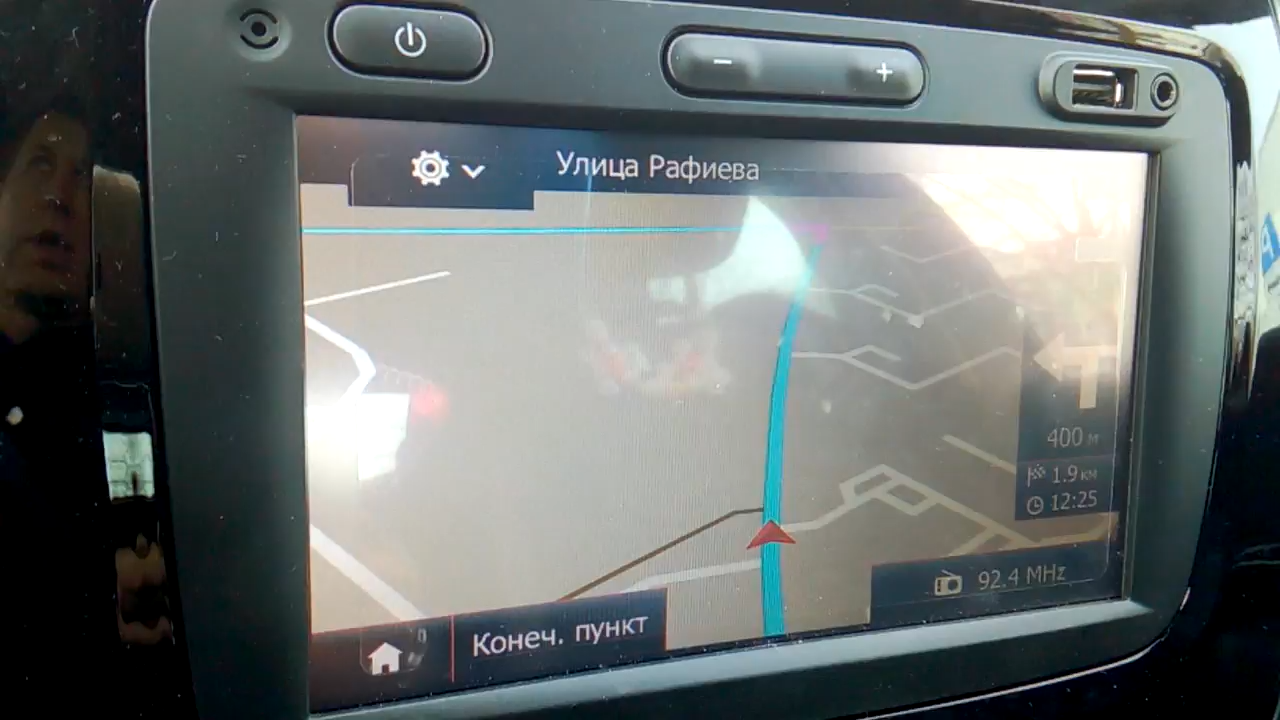 Улица Рафиева
400 м
1.9 км
12:25
92.4 MHz
Конеч. пункт